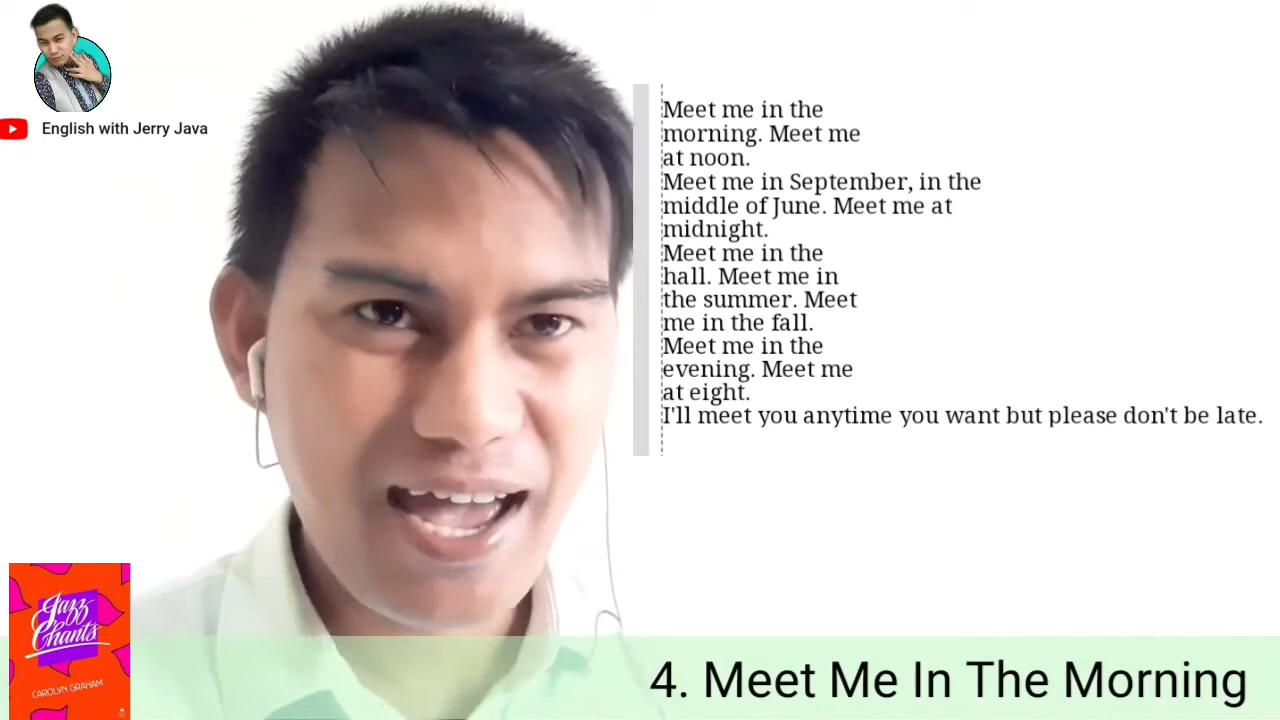 English with Jerry Java
Meet me in the
morning. Meet me
at noon.
Meet me in September, in the
middle of June. Meet me at
midnight.
Meet me in the
hall. Meet me in
the summer. Meet
me in the fall.
Meet me in the
evening. Meet me
at eight.
I'll meet you anytime you want but please don't be late.
Jazz
Chants
CAROLYN GRAHAM
4. Meet Me In The Morning